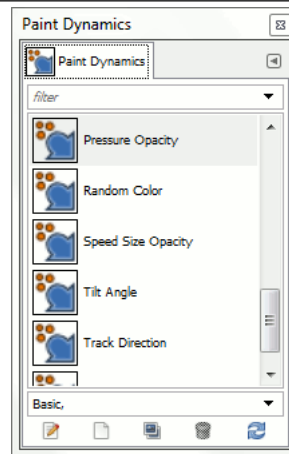 Paint Dynamics
Paint Dynamics
filter
Pressure Opacity
Random Color
Speed Size Opacity
Tilt Angle
Track Direction
Basic,